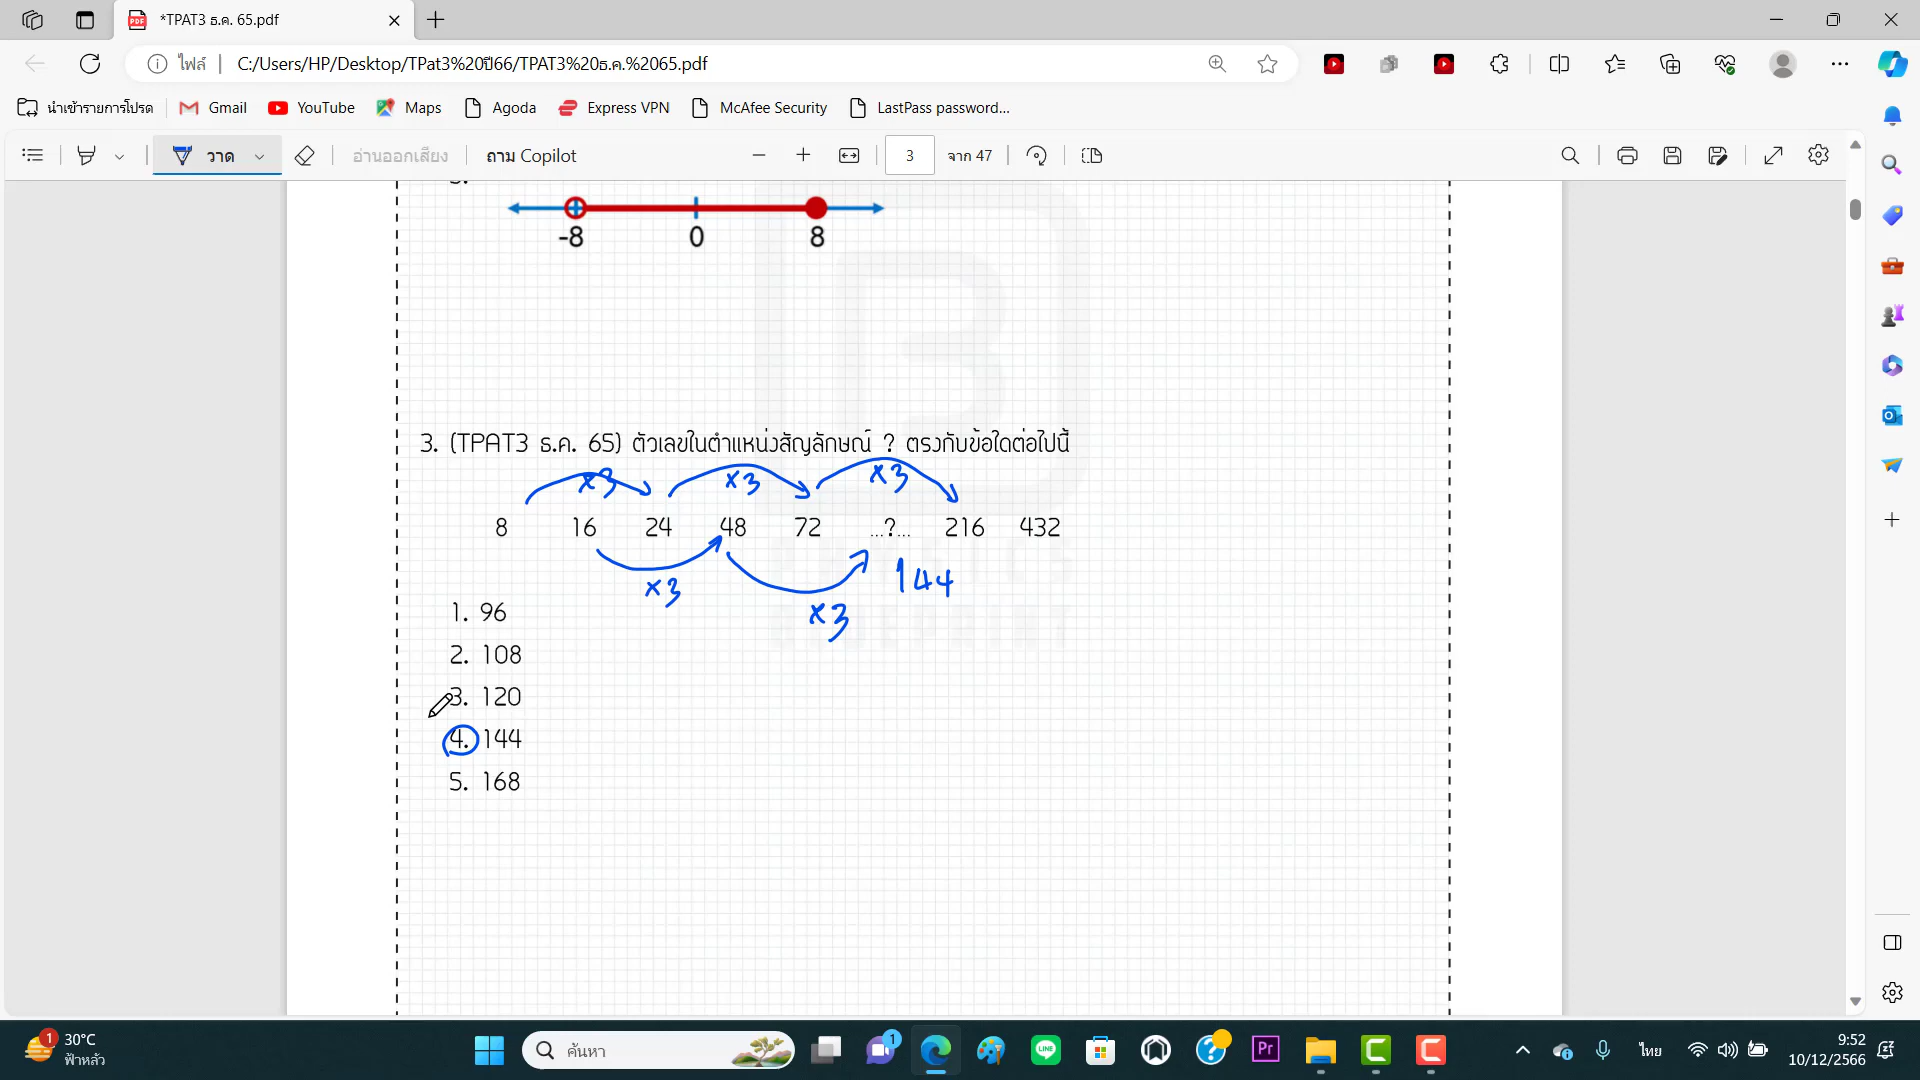 *TPAT3 ธ.ค. 65.pdf
ไฟล์ C:/Users/HP/Desktop/TPat3%20ปี66/TPAT3%20ธ.ค.%2065.pdf
นำเข้ารายการโปรด Gmail YouTube Maps Agoda Express VPN McAfee Security LastPass password...
วาด อ่านออกเสียง ถาม Copilot 3 จาก 47
-8 0 8
3. (TPAT3 ธ.ค. 65) ตัวเลขในตำแหน่งสัญลักษณ์ ? ตรงกับข้อใดต่อไปนี้
x3 x3 x3
8 16 24 48 72 ...?... 216 432
x3 x3 144
1. 96
2. 108
3. 120
4. 144
5. 168
1 30°C
ฟ้าหลัว
ค้นหา
1
LINE
Pr
ไทย
9:52
10/12/2566